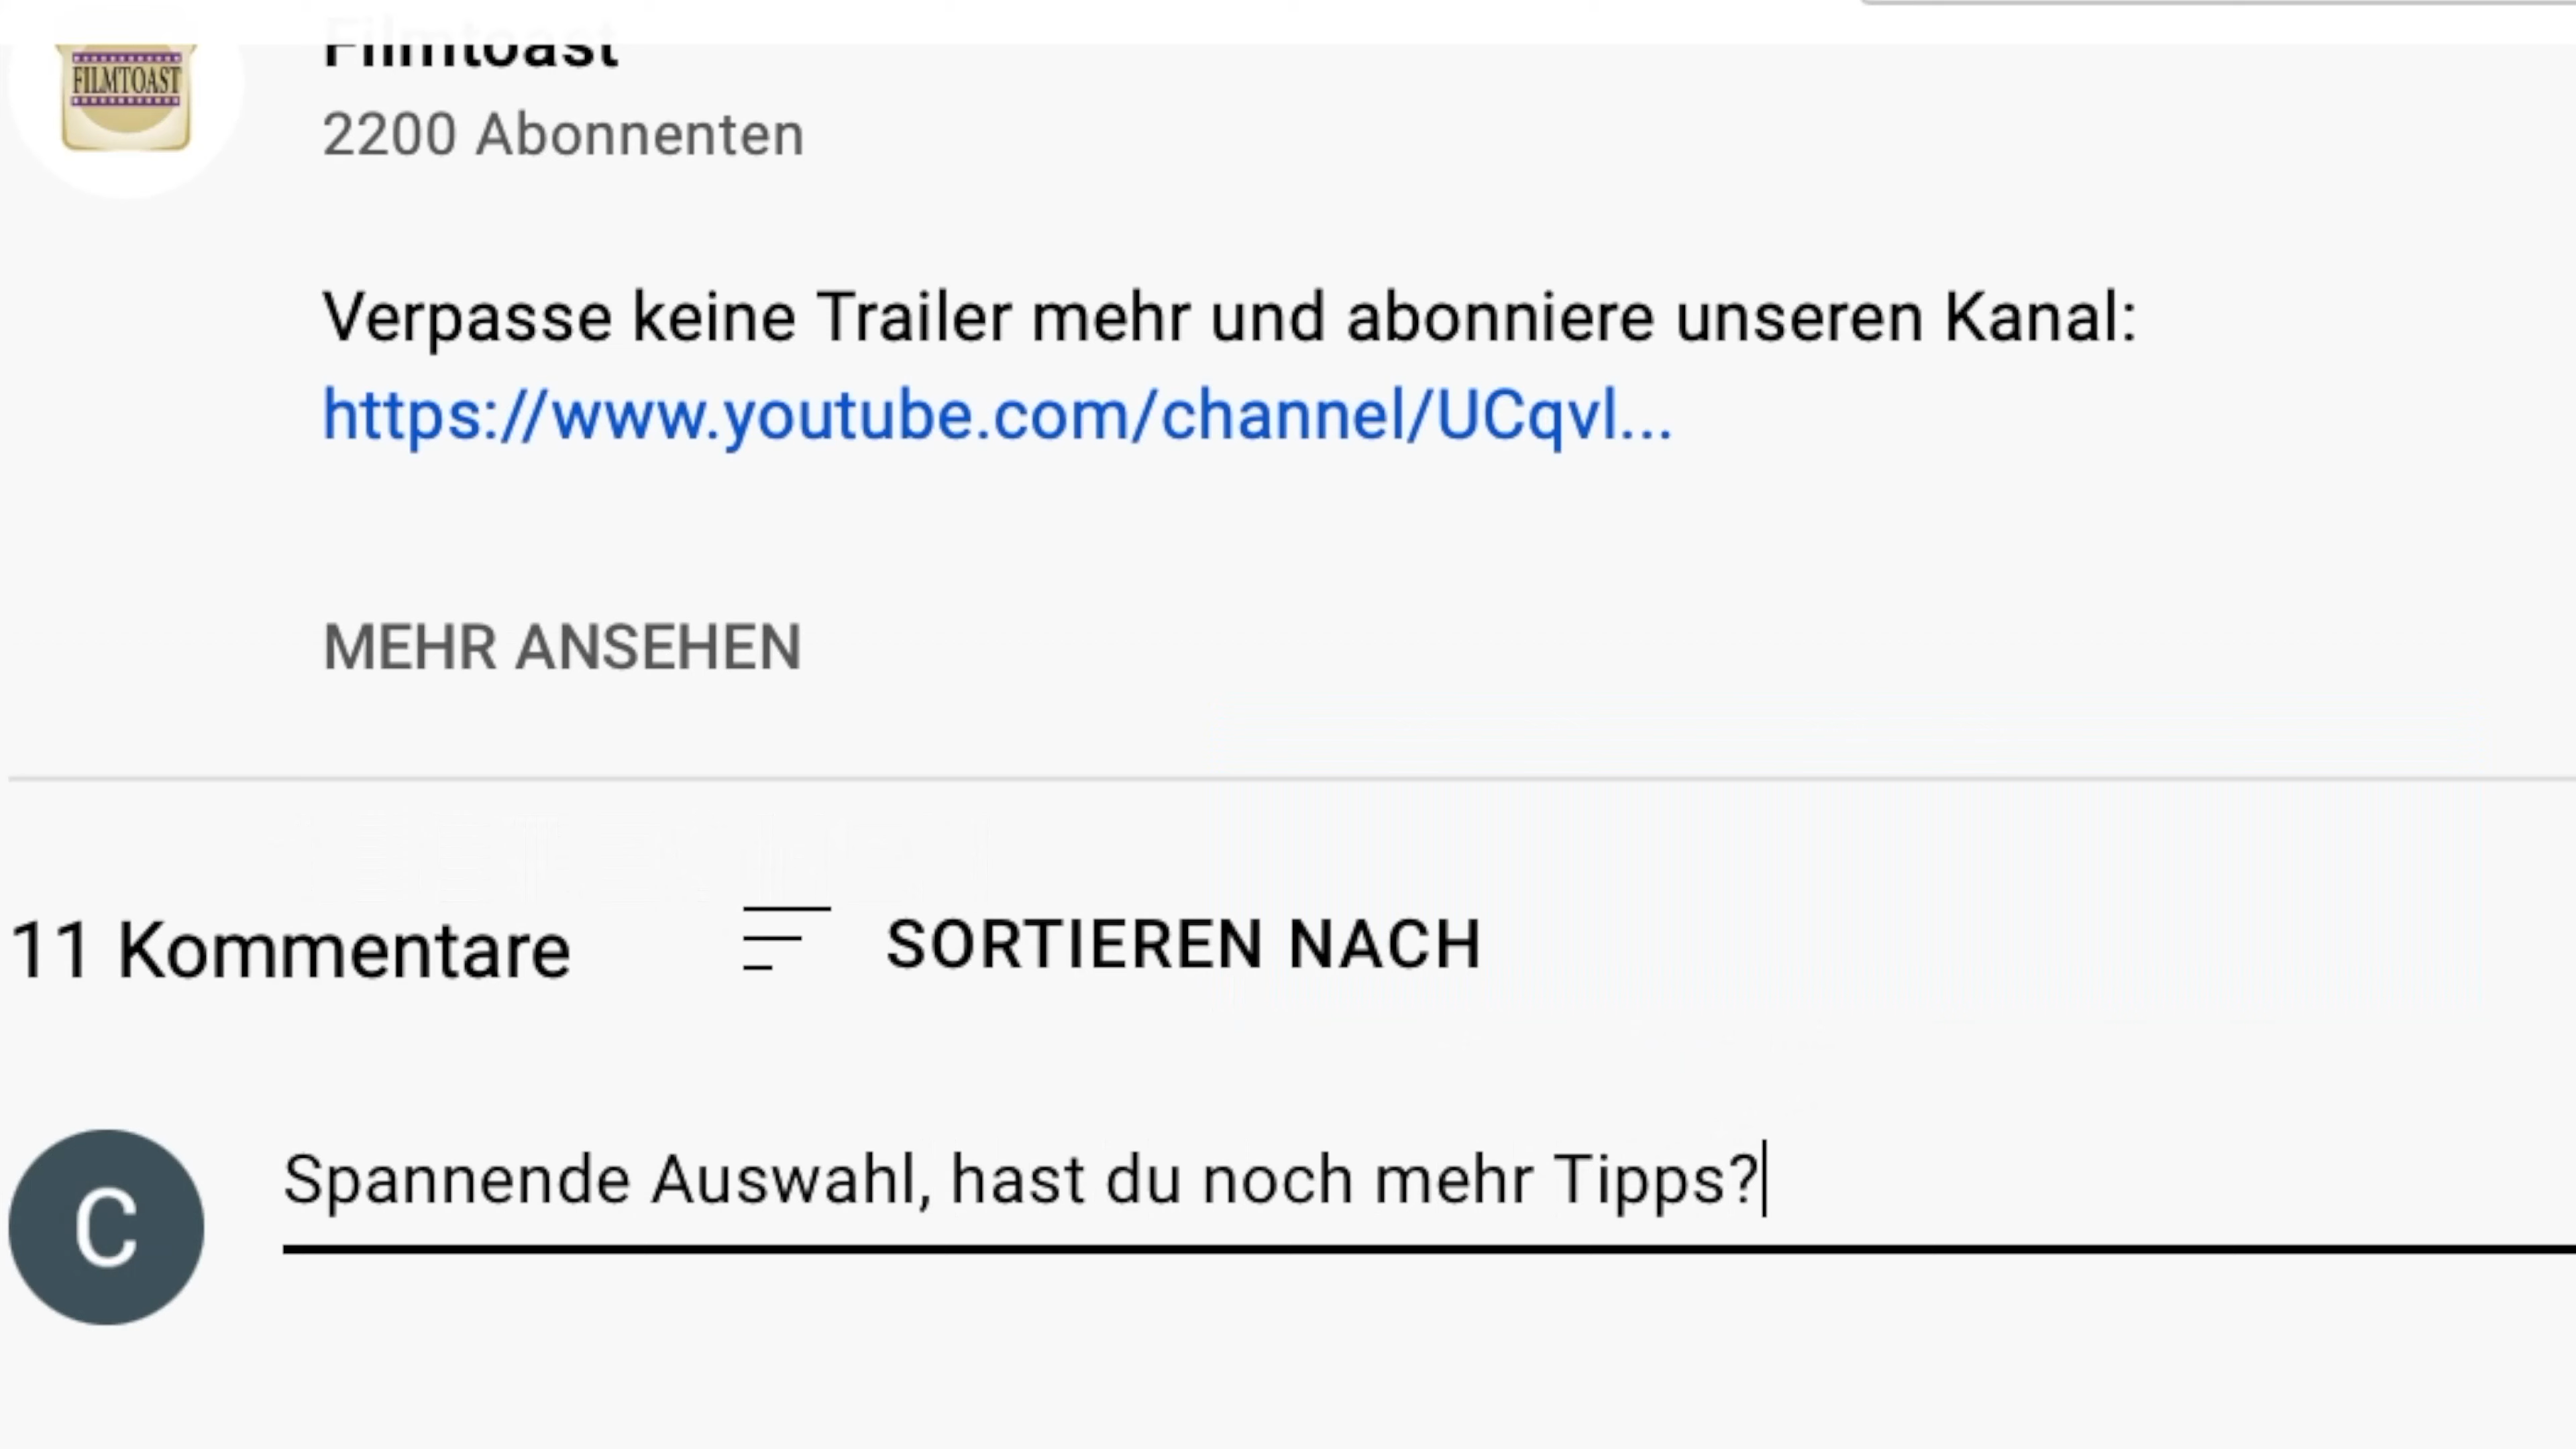 FILMTOAST
Filmtoast
2200 Abonnenten
Verpasse keine Trailer mehr und abonniere unseren Kanal:
https://www.youtube.com/channel/UCqvl...
MEHR ANSEHEN
11 Kommentare
SORTIEREN NACH
C
Spannende Auswahl, hast du noch mehr Tipps?